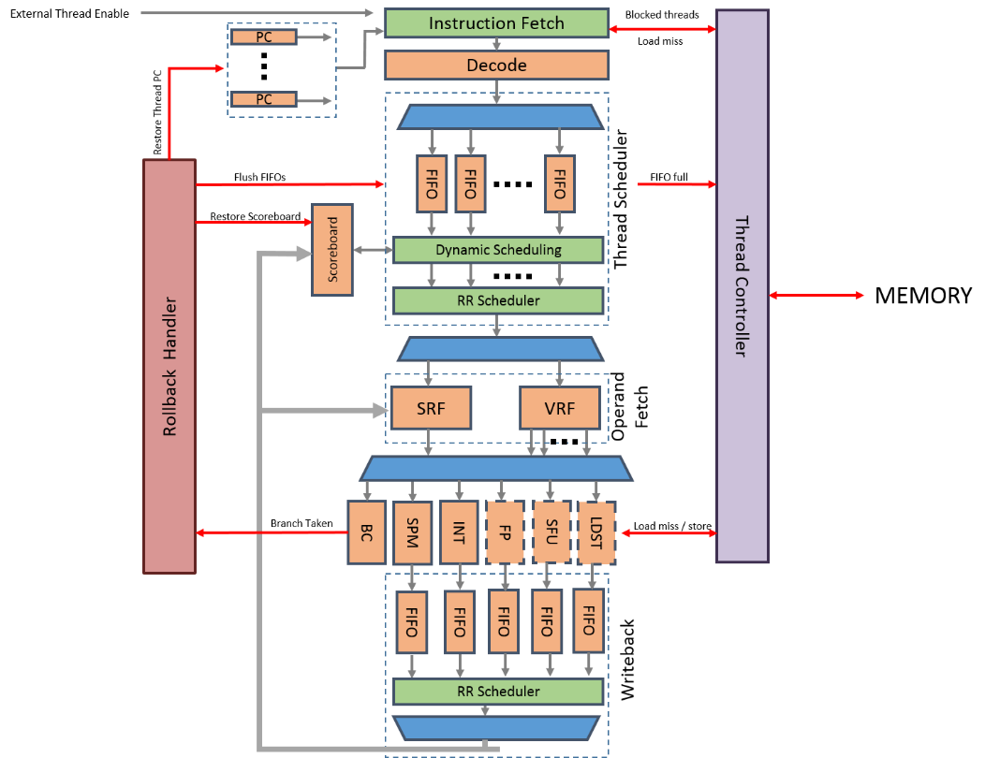 External Thread Enable
Instruction Fetch
Blocked threads
Load miss
PC
PC
Decode
Restore Thread PC
Thread Scheduler
FIFO
FIFO
FIFO
Flush FIFOs
FIFO full
Restore Scoreboard
Scoreboard
Dynamic Scheduling
RR Scheduler
Rollback Handler
Thread Controller
MEMORY
SRF
VRF
Operand
Fetch
BC
SPM
INT
FP
SFU
LDST
Branch Taken
Load miss / store
FIFO
FIFO
FIFO
FIFO
FIFO
Writeback
RR Scheduler